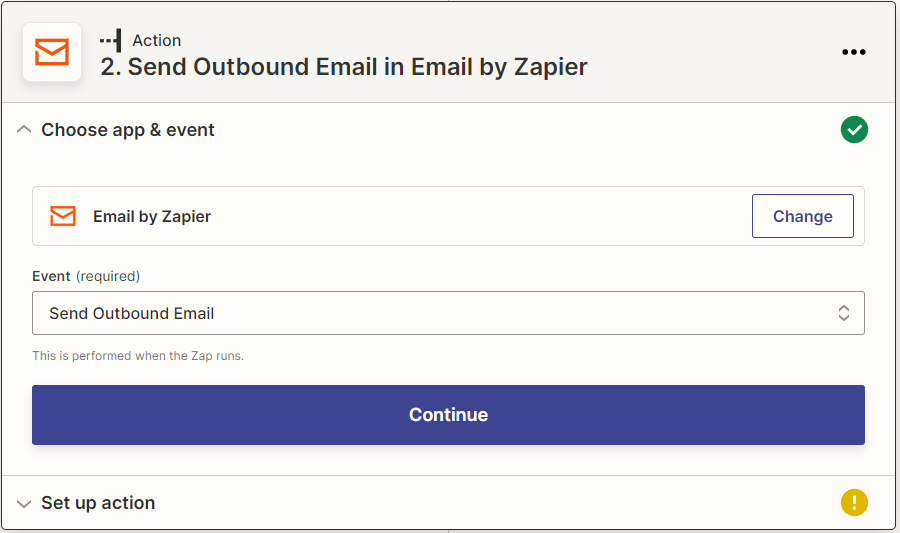 Action
2. Send Outbound Email in Email by Zapier
Choose app & event
Email by Zapier
Change
Event (required)
Send Outbound Email
This is performed when the Zap runs.
Continue
Set up action